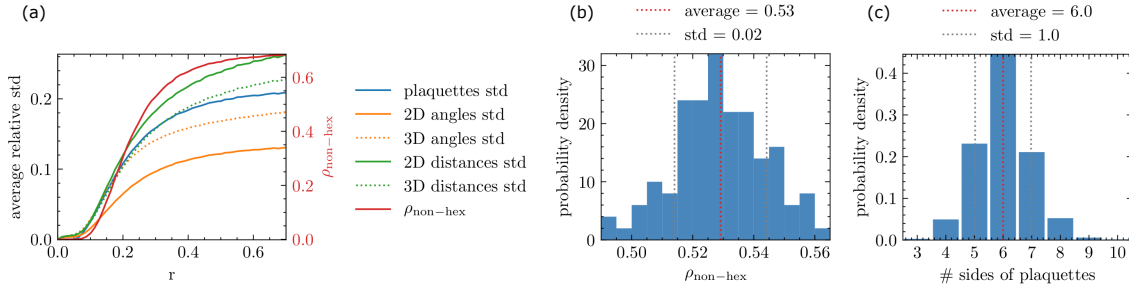 (a)
0.2
0.1
0.0
average relative std
0.0
0.2
0.4
0.6
r
0.6
0.4
0.2
0.0
ρnon−hex
plaquettes std
2D angles std
3D angles std
2D distances std
3D distances std
ρnon−hex
(b)
average = 0.53
std = 0.02
30
20
10
0
probability density
0.50
0.52
0.54
0.56
ρnon−hex
(c)
average = 6.0
std = 1.0
0.4
0.3
0.2
0.1
0.0
probability density
3 4 5 6 7 8 9 10
# sides of plaquettes